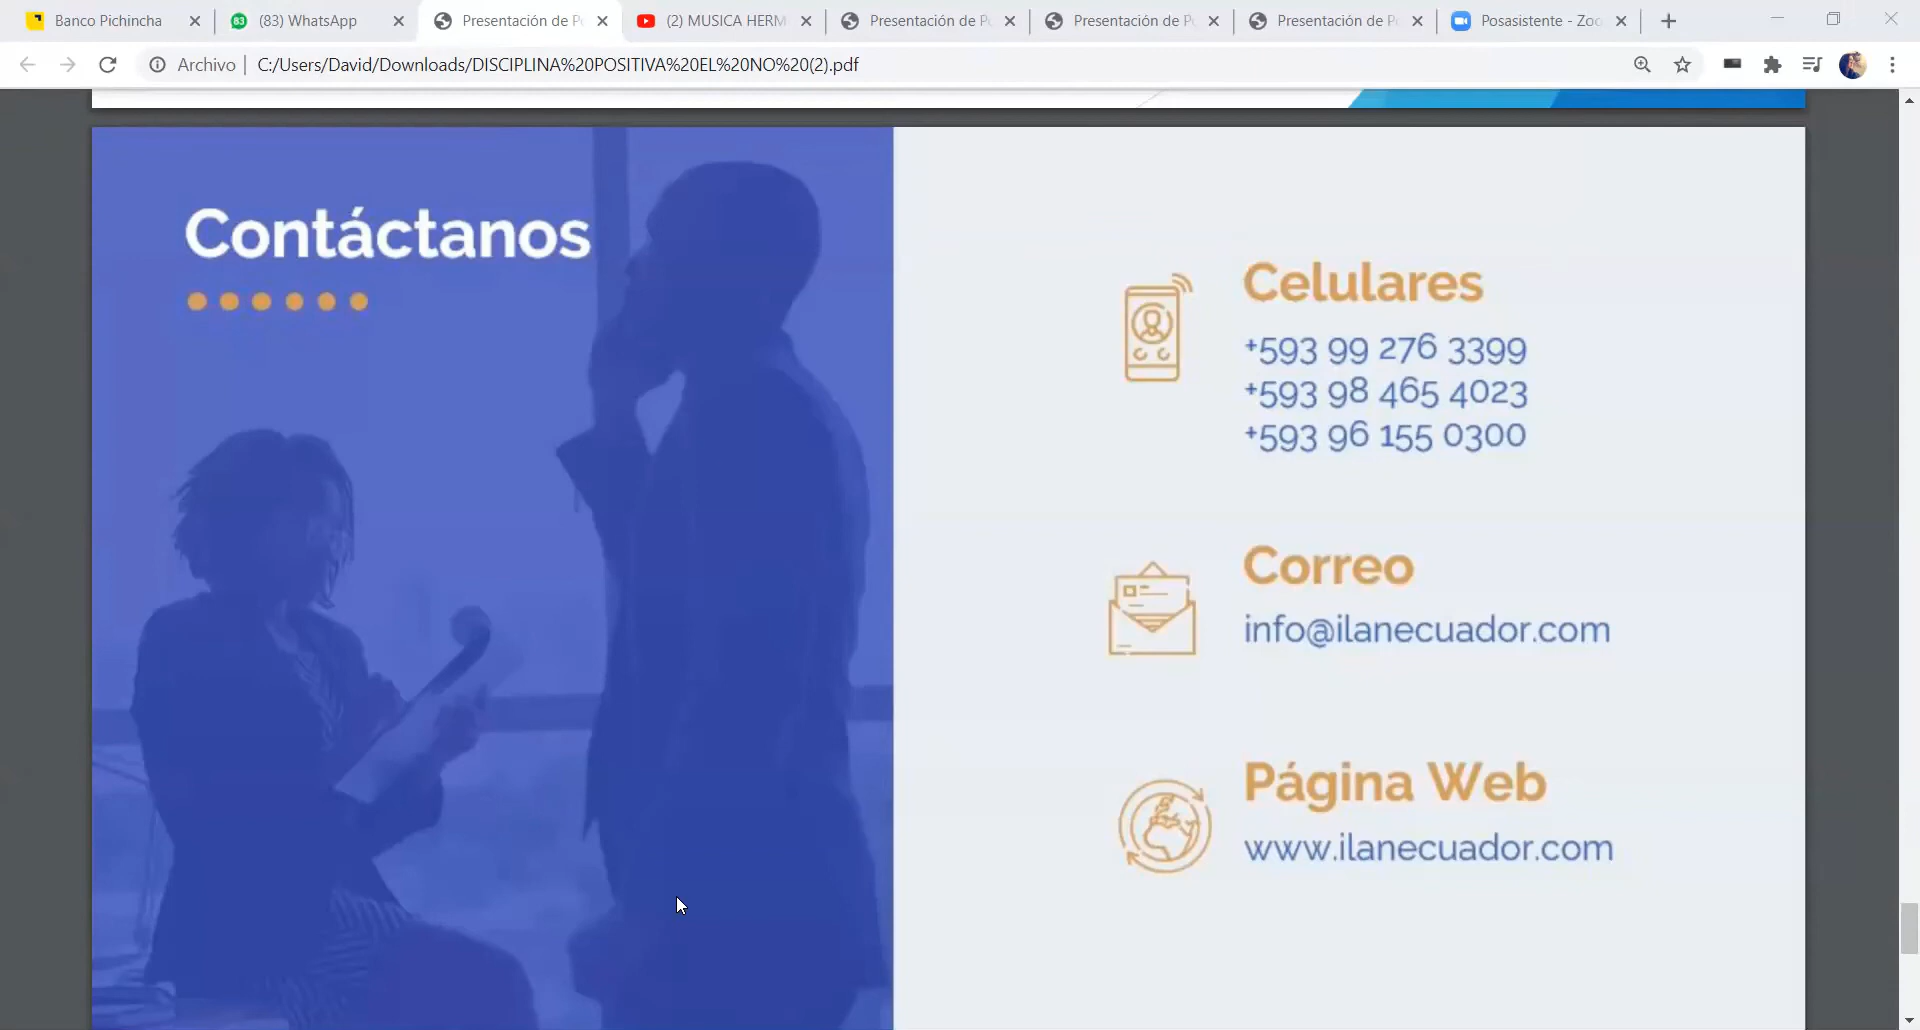 Banco Pichincha
(83) WhatsApp
Presentación de P
(2) MUSICA HERM
Presentación de P
Presentación de P
Presentación de P
Posasistente - Zoo
Archivo
C:/Users/David/Downloads/DISCIPLINA%20POSITIVA%20EL%20NO%20(2).pdf
Contáctanos
Celulares
+593 99 276 3399
+593 98 465 4023
+593 96 155 0300
Correo
info@ilanecuador.com
Página Web
www.ilanecuador.com